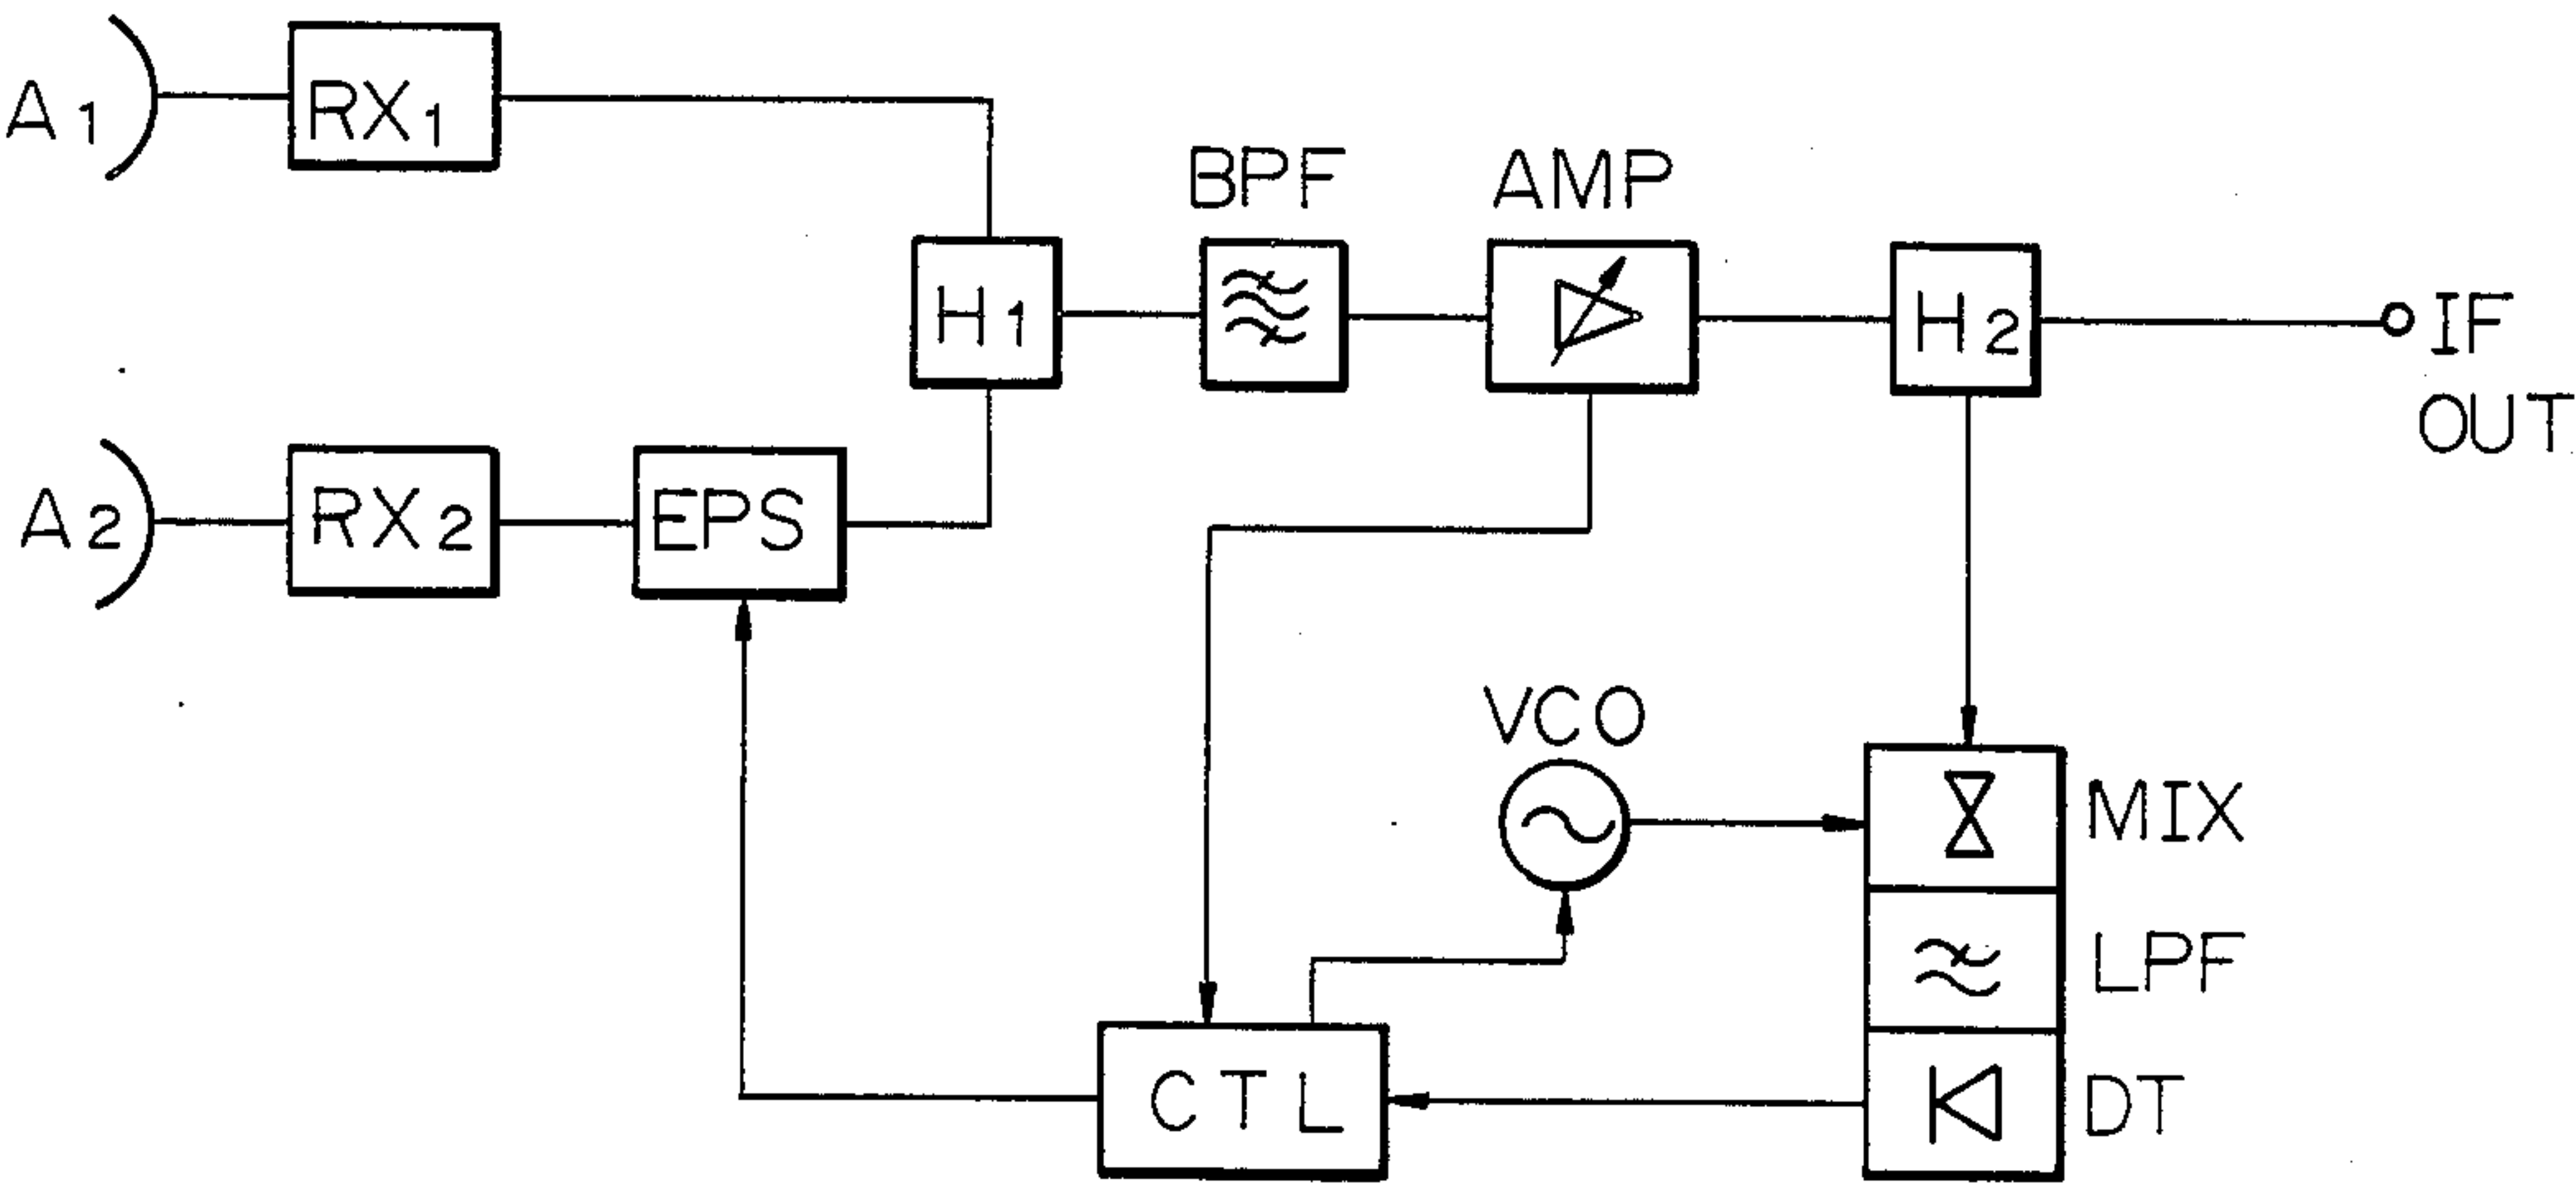 A1
RX1
BPF
AMP
H1
H2
IF
OUT
A2
RX2
EPS
VCO
MIX
LPF
CTL
DT